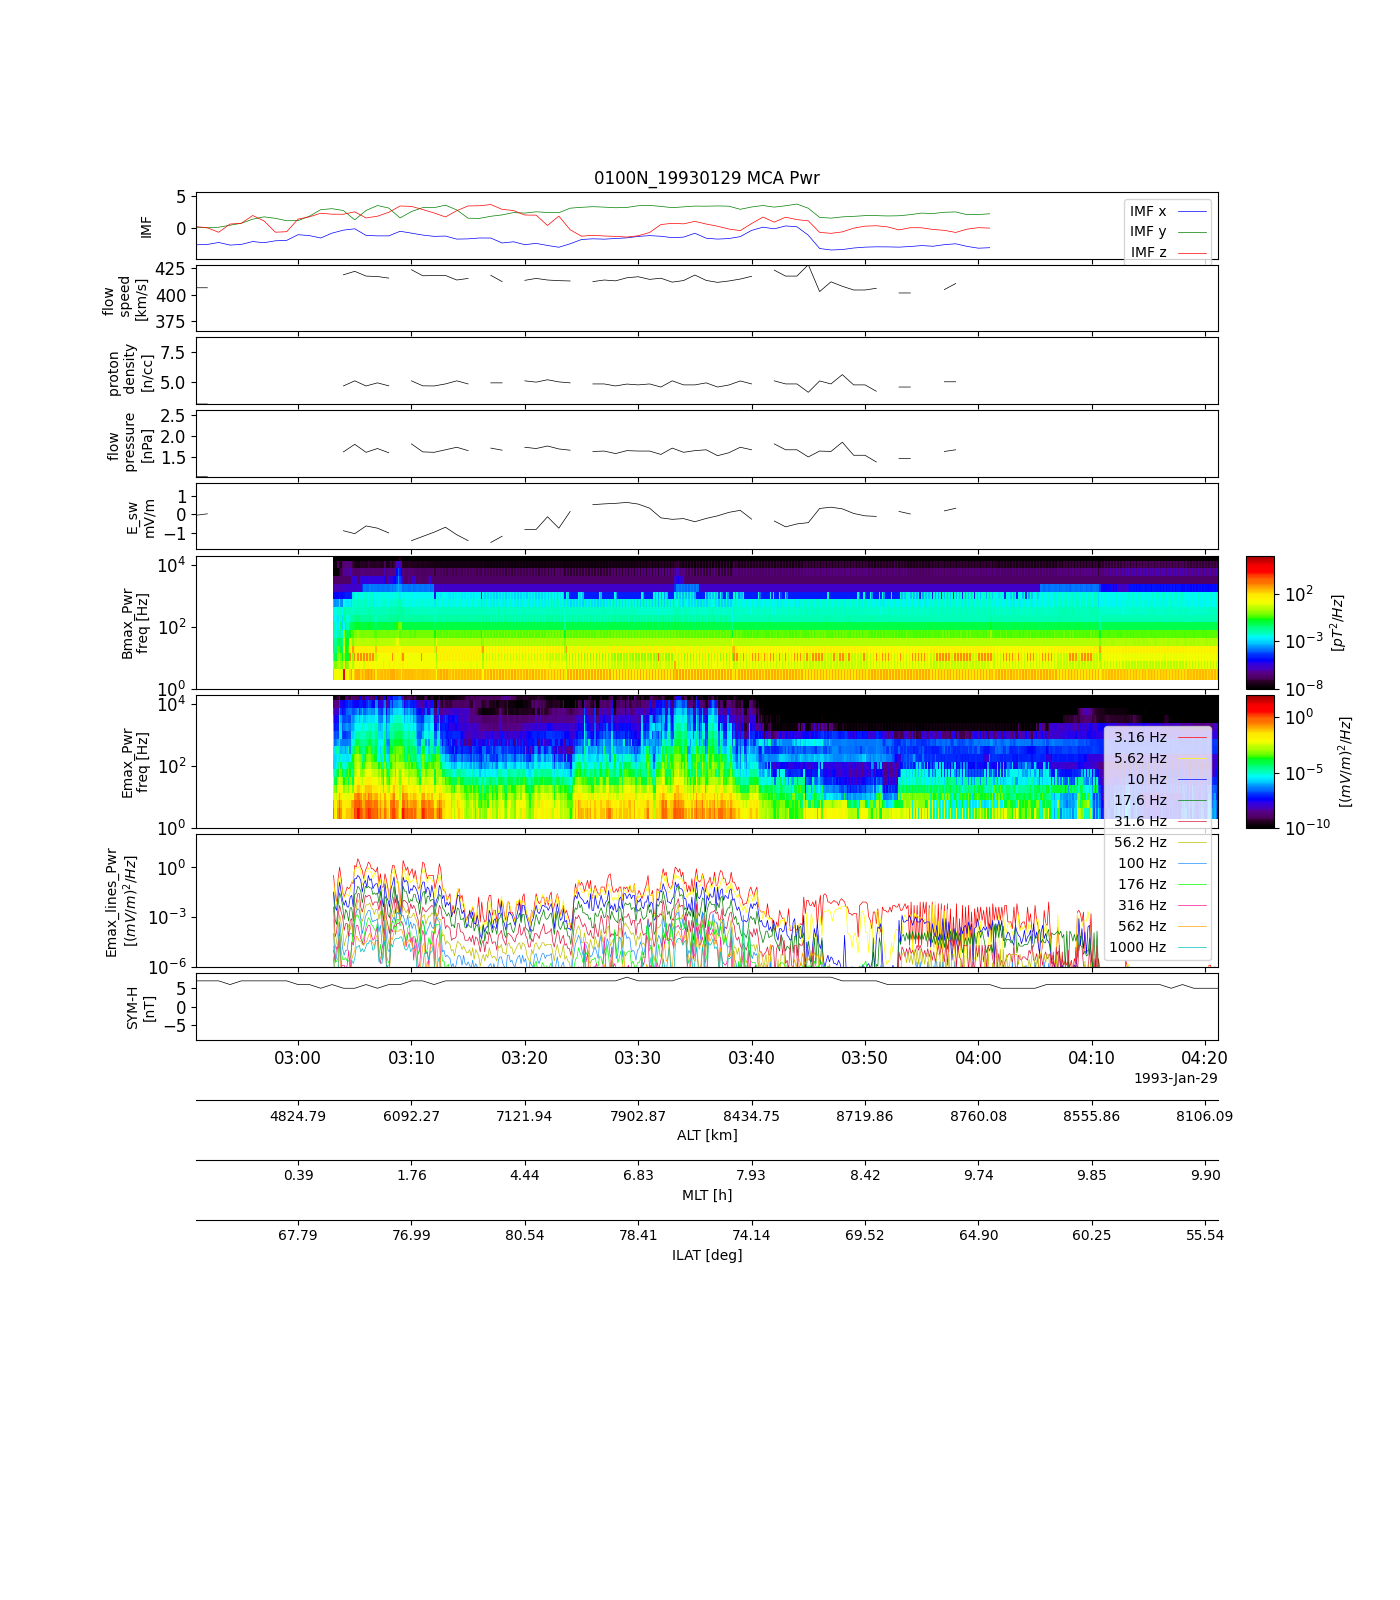 0100N_19930129 MCA Pwr
IMF
5
0
IMF x
IMF y
IMF z
flow
speed
[km/s]
425
400
375
proton
density
[n/cc]
7.5
5.0
flow
pressure
[nPa]
2.5
2.0
1.5
E_sw
mV/m
1
0
−1
Bmax_Pwr
freq [Hz]
10^4
10^2
10^0
10^2
10^-3
10^-8
[pT^2/Hz]
Emax_Pwr
freq [Hz]
10^4
10^2
10^0
10^0
10^-5
10^-10
[(mV/m)^2/Hz]
3.16 Hz
5.62 Hz
10 Hz
17.6 Hz
31.6 Hz
56.2 Hz
100 Hz
176 Hz
316 Hz
562 Hz
1000 Hz
Emax_lines_Pwr
[(mV/m)^2/Hz]
10^0
10^-3
10^-6
SYM-H
[nT]
5
0
−5
03:00 03:10 03:20 03:30 03:40 03:50 04:00 04:10 04:20
1993-Jan-29
4824.79 6092.27 7121.94 7902.87 8434.75 8719.86 8760.08 8555.86 8106.09
ALT [km]
0.39 1.76 4.44 6.83 7.93 8.42 9.74 9.85 9.90
MLT [h]
67.79 76.99 80.54 78.41 74.14 69.52 64.90 60.25 55.54
ILAT [deg]